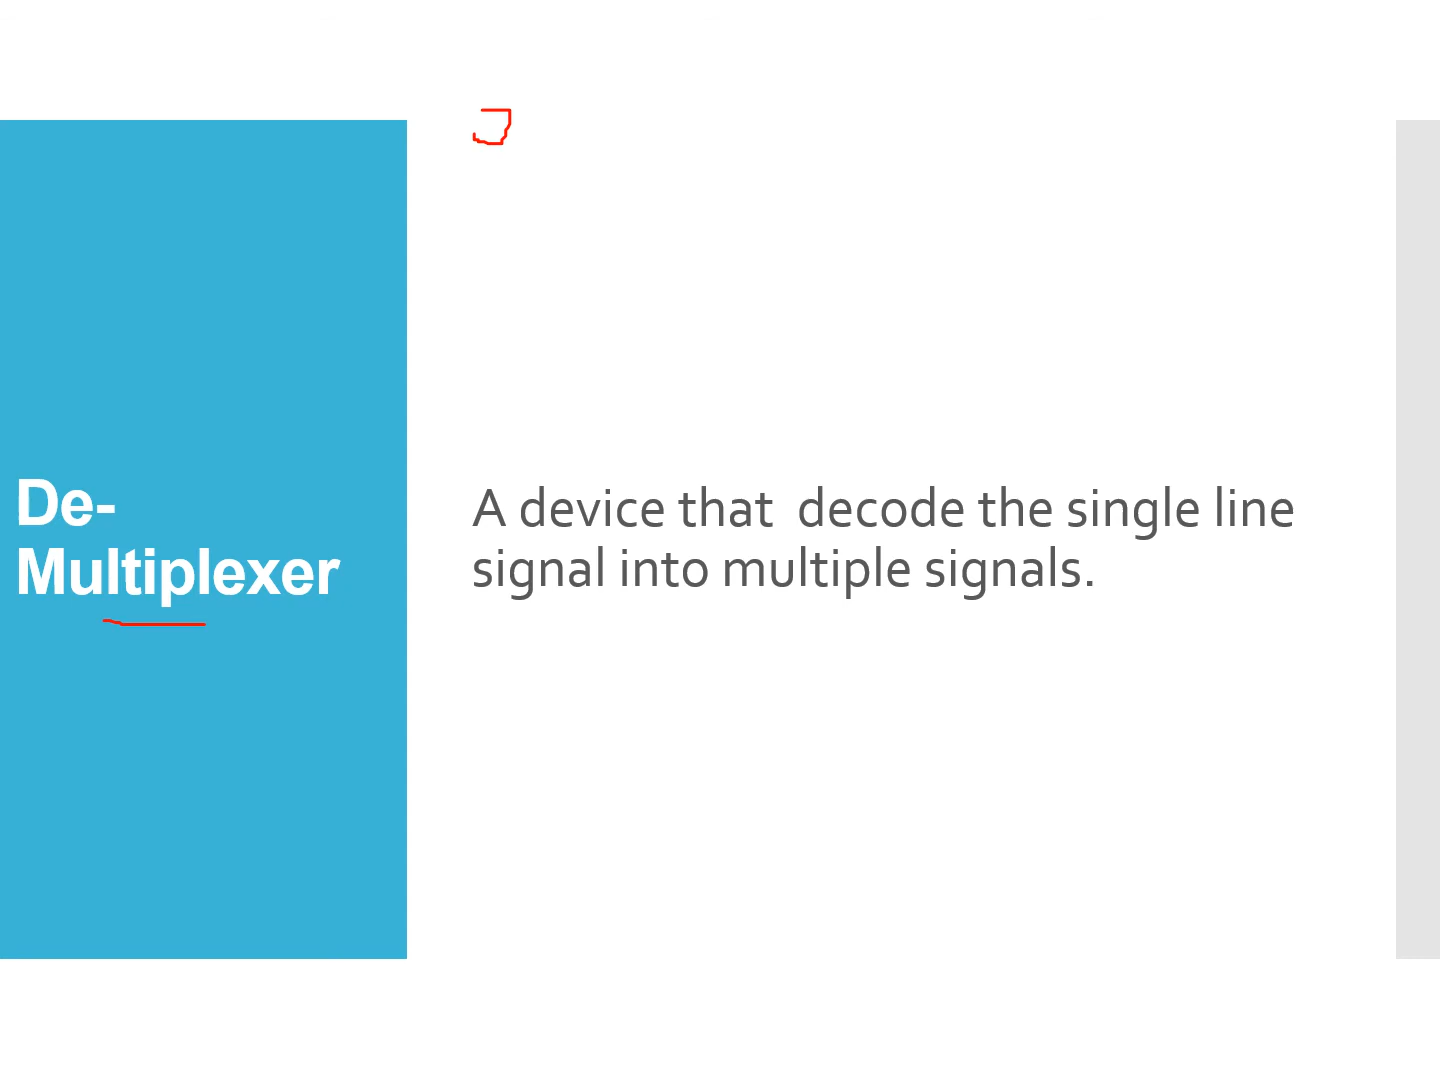 De-
Multiplexer
A device that  decode the single line
signal into multiple signals.